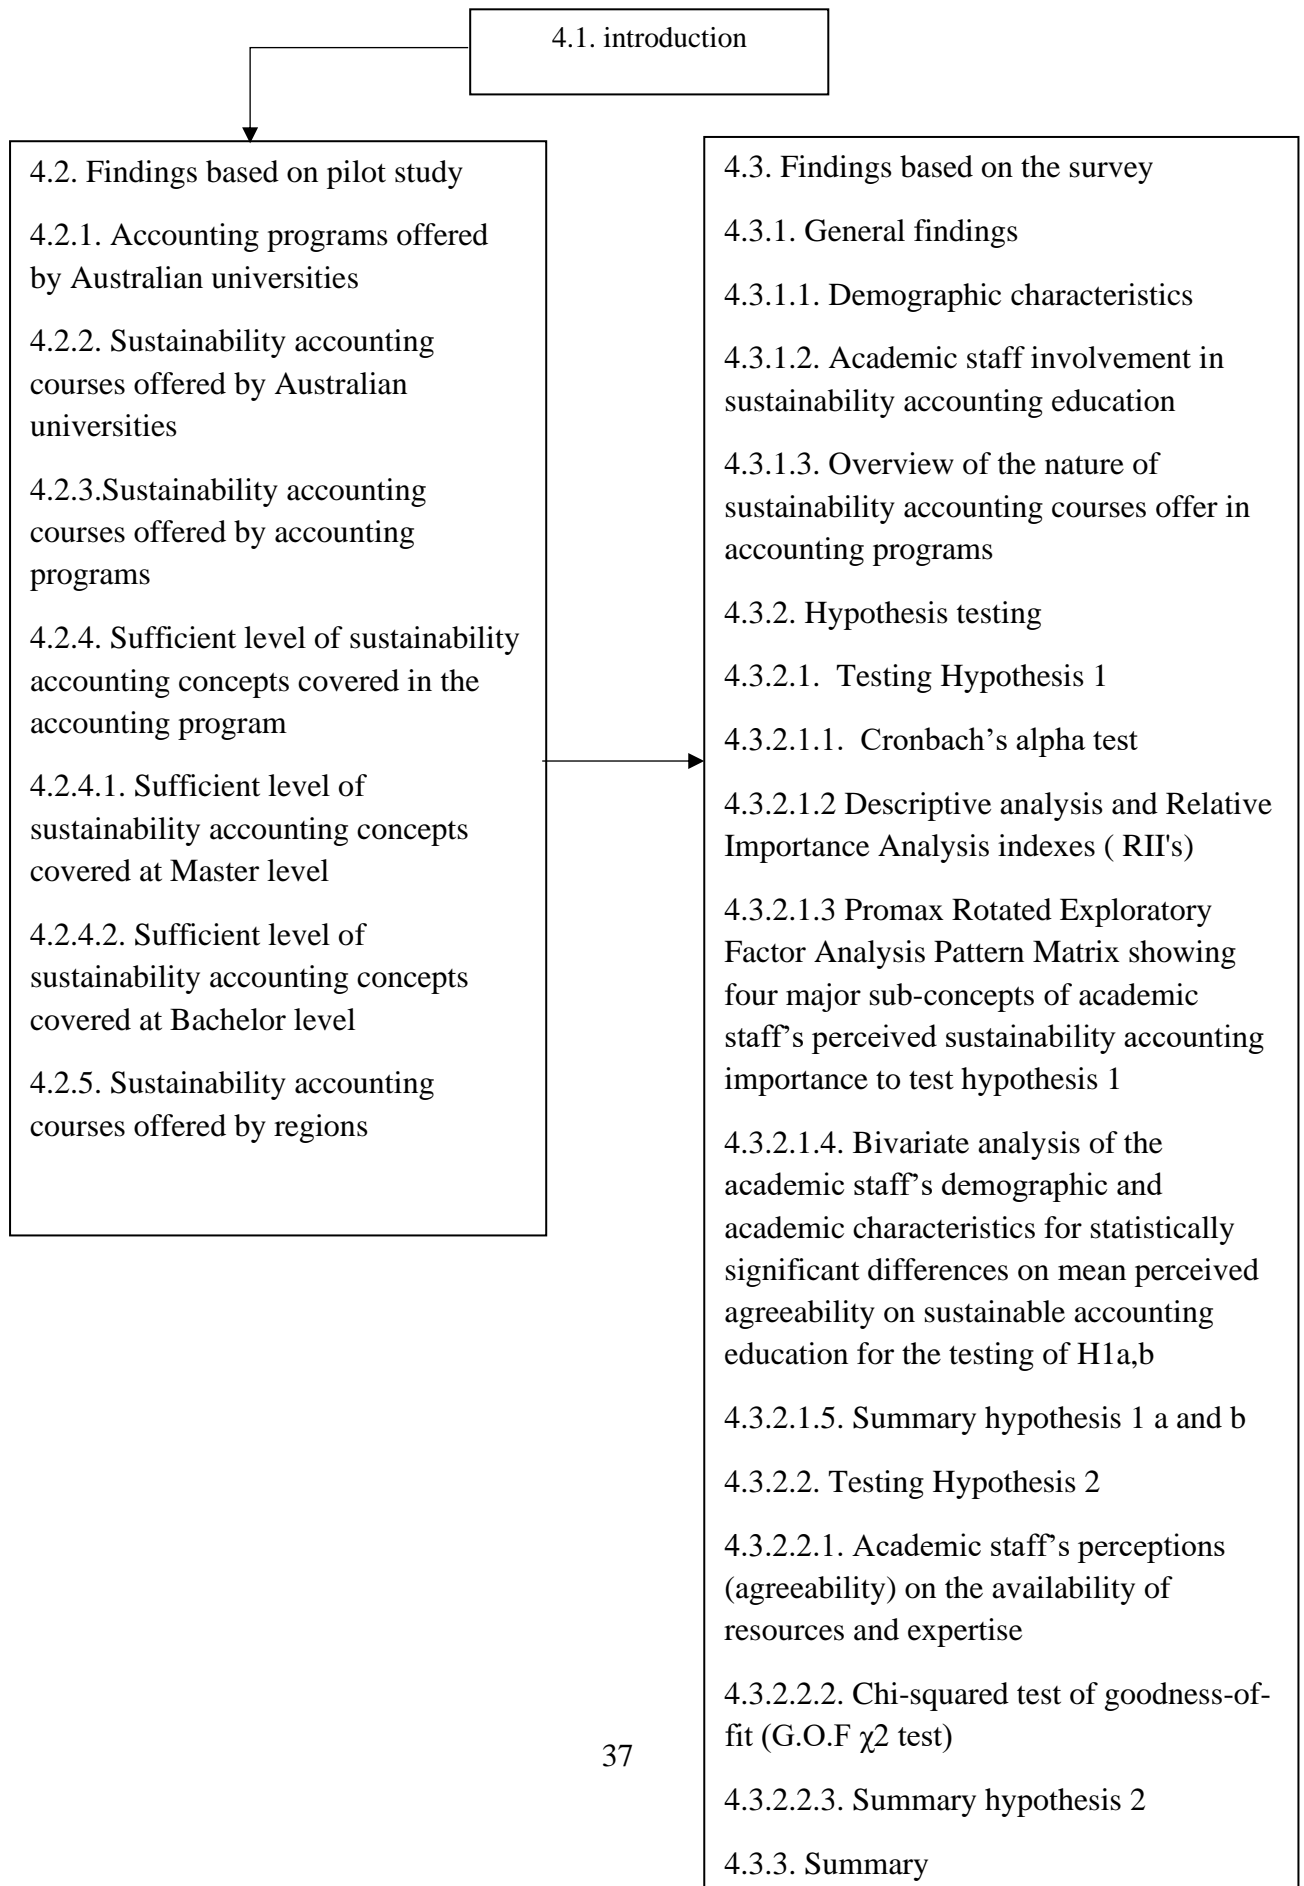 4.1. introduction
4.2. Findings based on pilot study
4.2.1. Accounting programs offered
by Australian universities
4.2.2. Sustainability accounting
courses offered by Australian
universities
4.2.3.Sustainability accounting
courses offered by accounting
programs
4.2.4. Sufficient level of sustainability
accounting concepts covered in the
accounting program
4.2.4.1. Sufficient level of
sustainability accounting concepts
covered at Master level
4.2.4.2. Sufficient level of
sustainability accounting concepts
covered at Bachelor level
4.2.5. Sustainability accounting
courses offered by regions
4.3. Findings based on the survey
4.3.1. General findings
4.3.1.1. Demographic characteristics
4.3.1.2. Academic staff involvement in
sustainability accounting education
4.3.1.3. Overview of the nature of
sustainability accounting courses offer in
accounting programs
4.3.2. Hypothesis testing
4.3.2.1.  Testing Hypothesis 1
4.3.2.1.1.  Cronbach’s alpha test
4.3.2.1.2 Descriptive analysis and Relative
Importance Analysis indexes ( RII's)
4.3.2.1.3 Promax Rotated Exploratory
Factor Analysis Pattern Matrix showing
four major sub-concepts of academic
staff’s perceived sustainability accounting
importance to test hypothesis 1
4.3.2.1.4. Bivariate analysis of the
academic staff’s demographic and
academic characteristics for statistically
significant differences on mean perceived
agreeability on sustainable accounting
education for the testing of H1a,b
4.3.2.1.5. Summary hypothesis 1 a and b
4.3.2.2. Testing Hypothesis 2
4.3.2.2.1. Academic staff’s perceptions
(agreeability) on the availability of
resources and expertise
4.3.2.2.2. Chi-squared test of goodness-of-
fit (G.O.F χ2 test)
4.3.2.2.3. Summary hypothesis 2
4.3.3. Summary
37